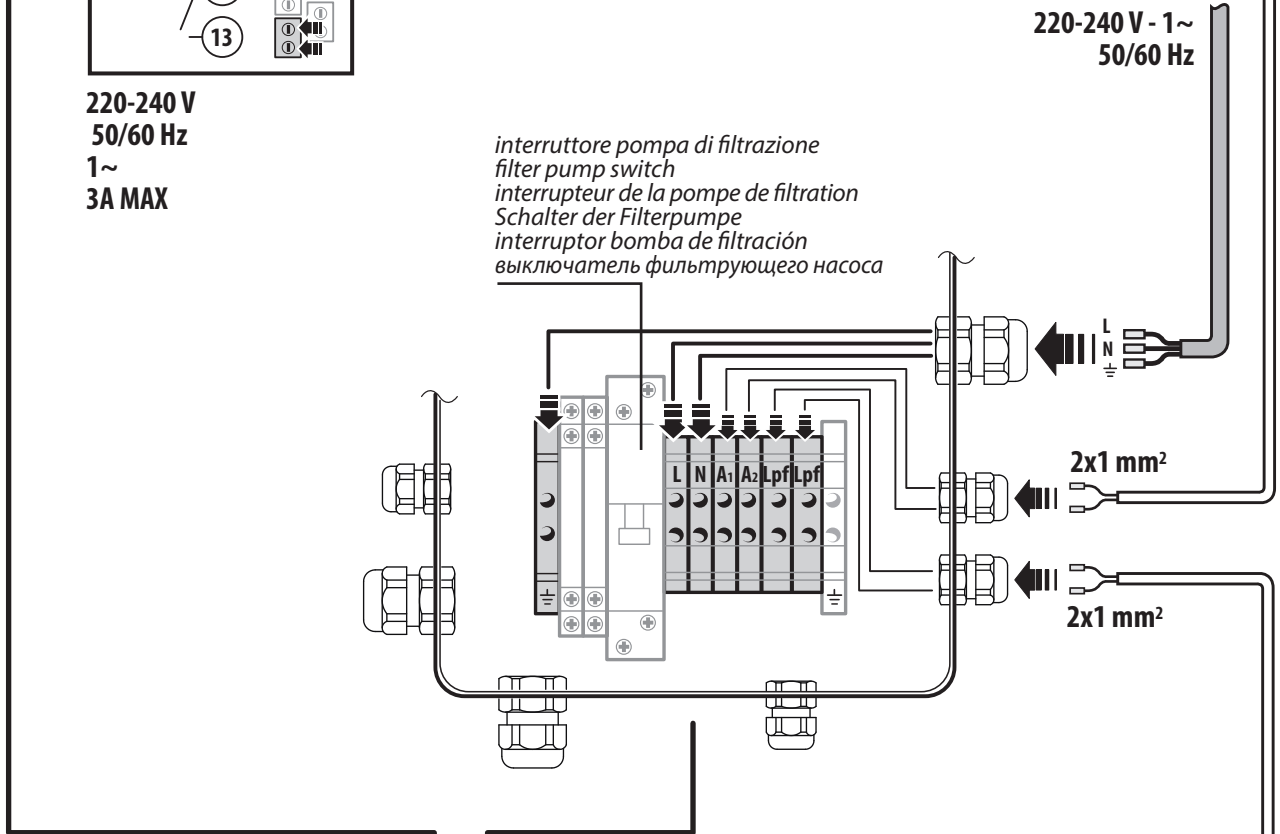 13
220-240 V
50/60 Hz
1~
3A MAX
220-240 V - 1~
50/60 Hz
interruttore pompa di filtrazione
filter pump switch
interrupteur de la pompe de filtration
Schalter der Filterpumpe
interruptor bomba de filtración
выключатель фильтрующего насоса
L
N
L N A1 A2 Lpf Lpf
2x1 mm²
2x1 mm²